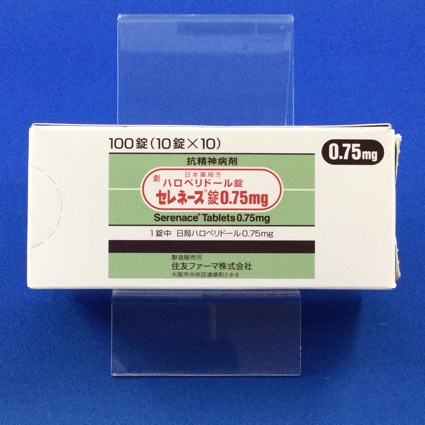 100錠(10錠×10)
0.75mg
抗精神病剤
日本薬局方
劇 ハロペリドール錠
セレネース®錠0.75mg
Serenace® Tablets 0.75mg
1錠中 日局ハロペリドール0.75mg
製造販売元
住友ファーマ株式会社
大阪市中央区道修町2-6-8